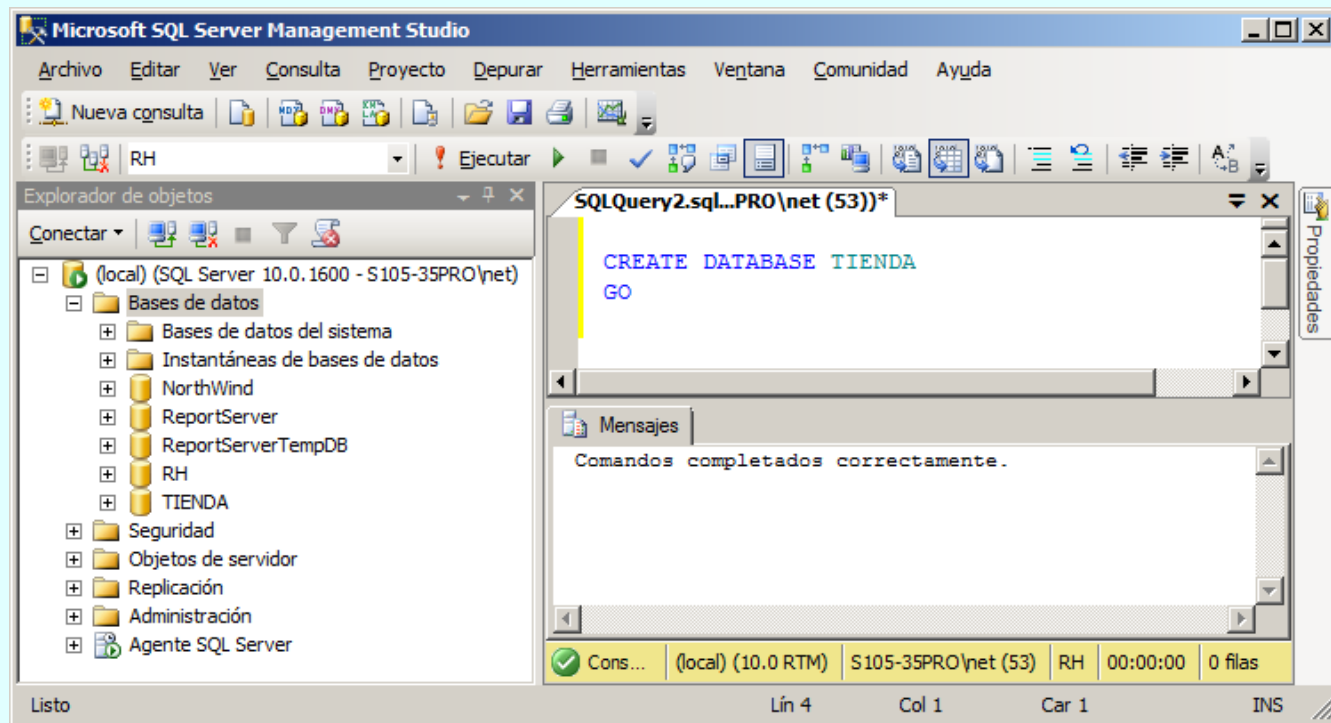 Microsoft SQL Server Management Studio
Archivo Editar Ver Consulta Proyecto Depurar Herramientas Ventana Comunidad Ayuda
Nueva consulta
RH Ejecutar
Explorador de objetos
Conectar
(local) (SQL Server 10.0.1600 - S105-35PRO\net)
Bases de datos
Bases de datos del sistema
Instantáneas de bases de datos
NorthWind
ReportServer
ReportServerTempDB
RH
TIENDA
Seguridad
Objetos de servidor
Replicación
Administración
Agente SQL Server
SQLQuery2.sql...PRO\net (53))*
CREATE DATABASE TIENDA
GO
Mensajes
Comandos completados correctamente.
Cons... (local) (10.0 RTM) S105-35PRO\net (53) RH 00:00:00 0 filas
Propiedades
Listo Lín 4 Col 1 Car 1 INS